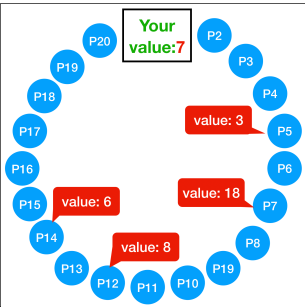 Your
value:7
P2
P3
P4
P5
value: 3
P6
P7
value: 18
P8
P19
P10
P11
P12
value: 8
P13
P14
value: 6
P15
P16
P17
P18
P19
P20